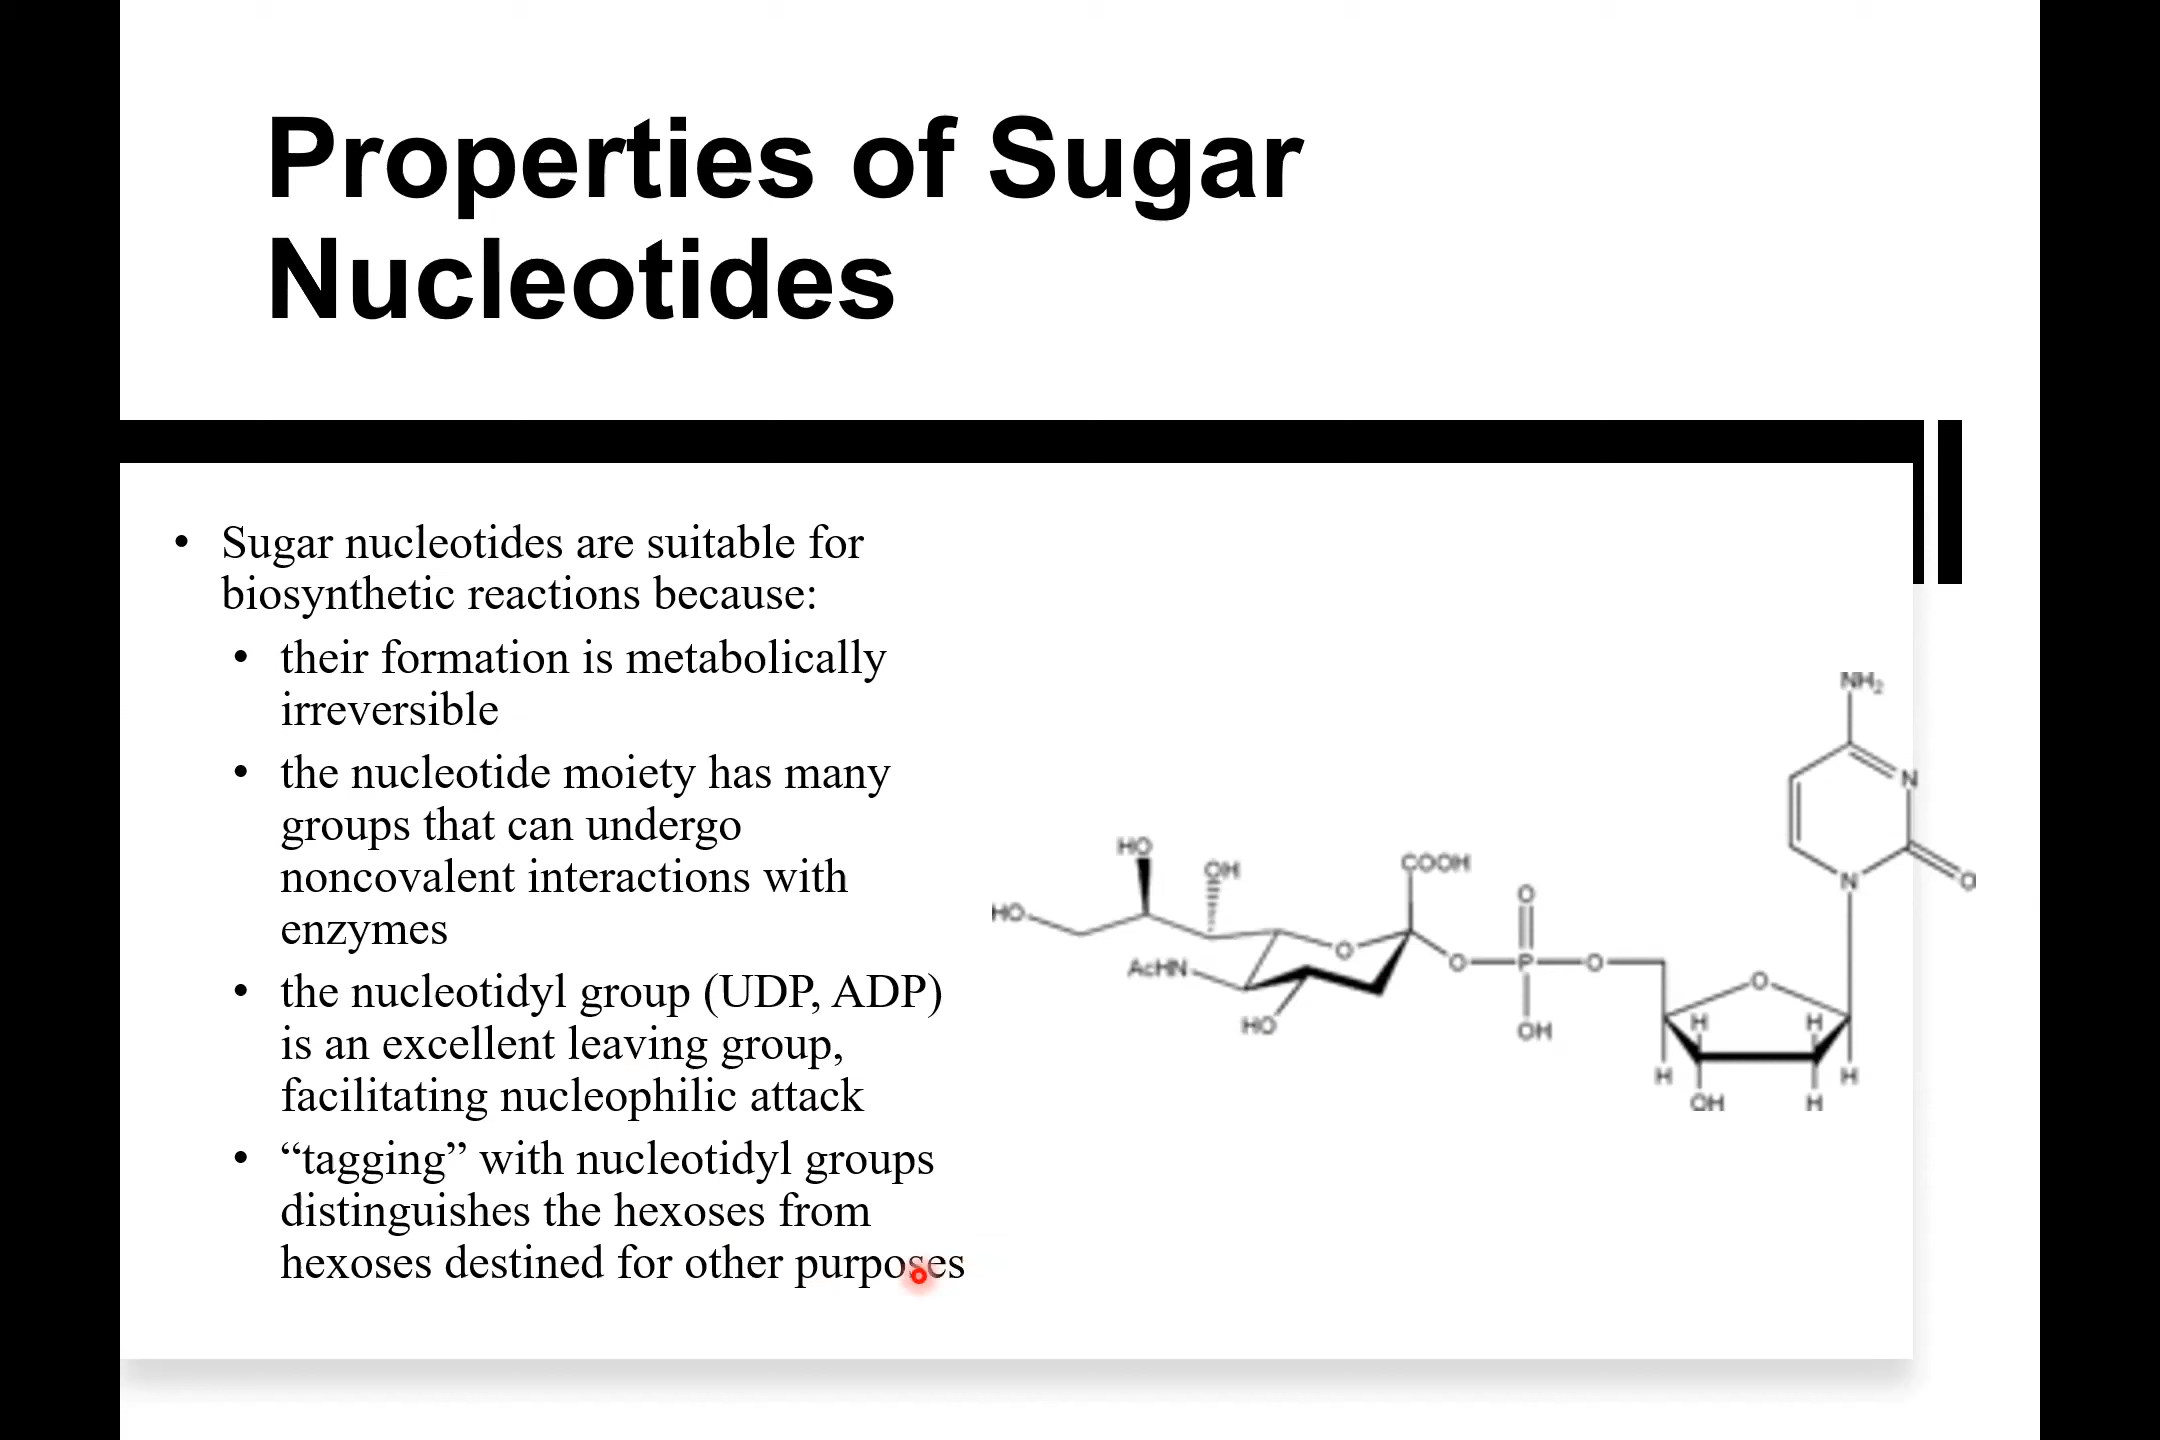 Properties of Sugar
Nucleotides
• Sugar nucleotides are suitable for
biosynthetic reactions because:
• their formation is metabolically
irreversible
• the nucleotide moiety has many
groups that can undergo
noncovalent interactions with
enzymes
• the nucleotidyl group (UDP, ADP)
is an excellent leaving group,
facilitating nucleophilic attack
• “tagging” with nucleotidyl groups
distinguishes the hexoses from
hexoses destined for other purposes
NH₂
N
HO
OH
COOH
N
O
O
HO
O
AcHN
O
P
O
O
HO
OH
H
H
H
H
OH
H